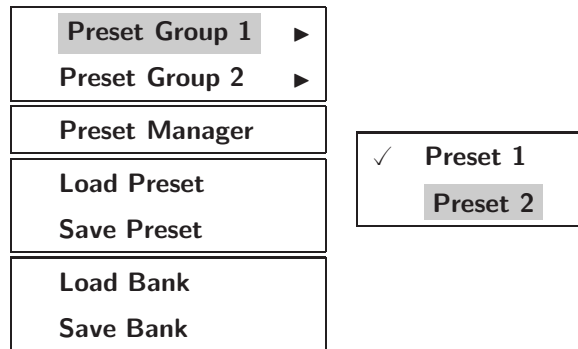 Preset Group 1 ▶
Preset Group 2 ▶
Preset Manager
Load Preset
Save Preset
Load Bank
Save Bank
✓ Preset 1
Preset 2